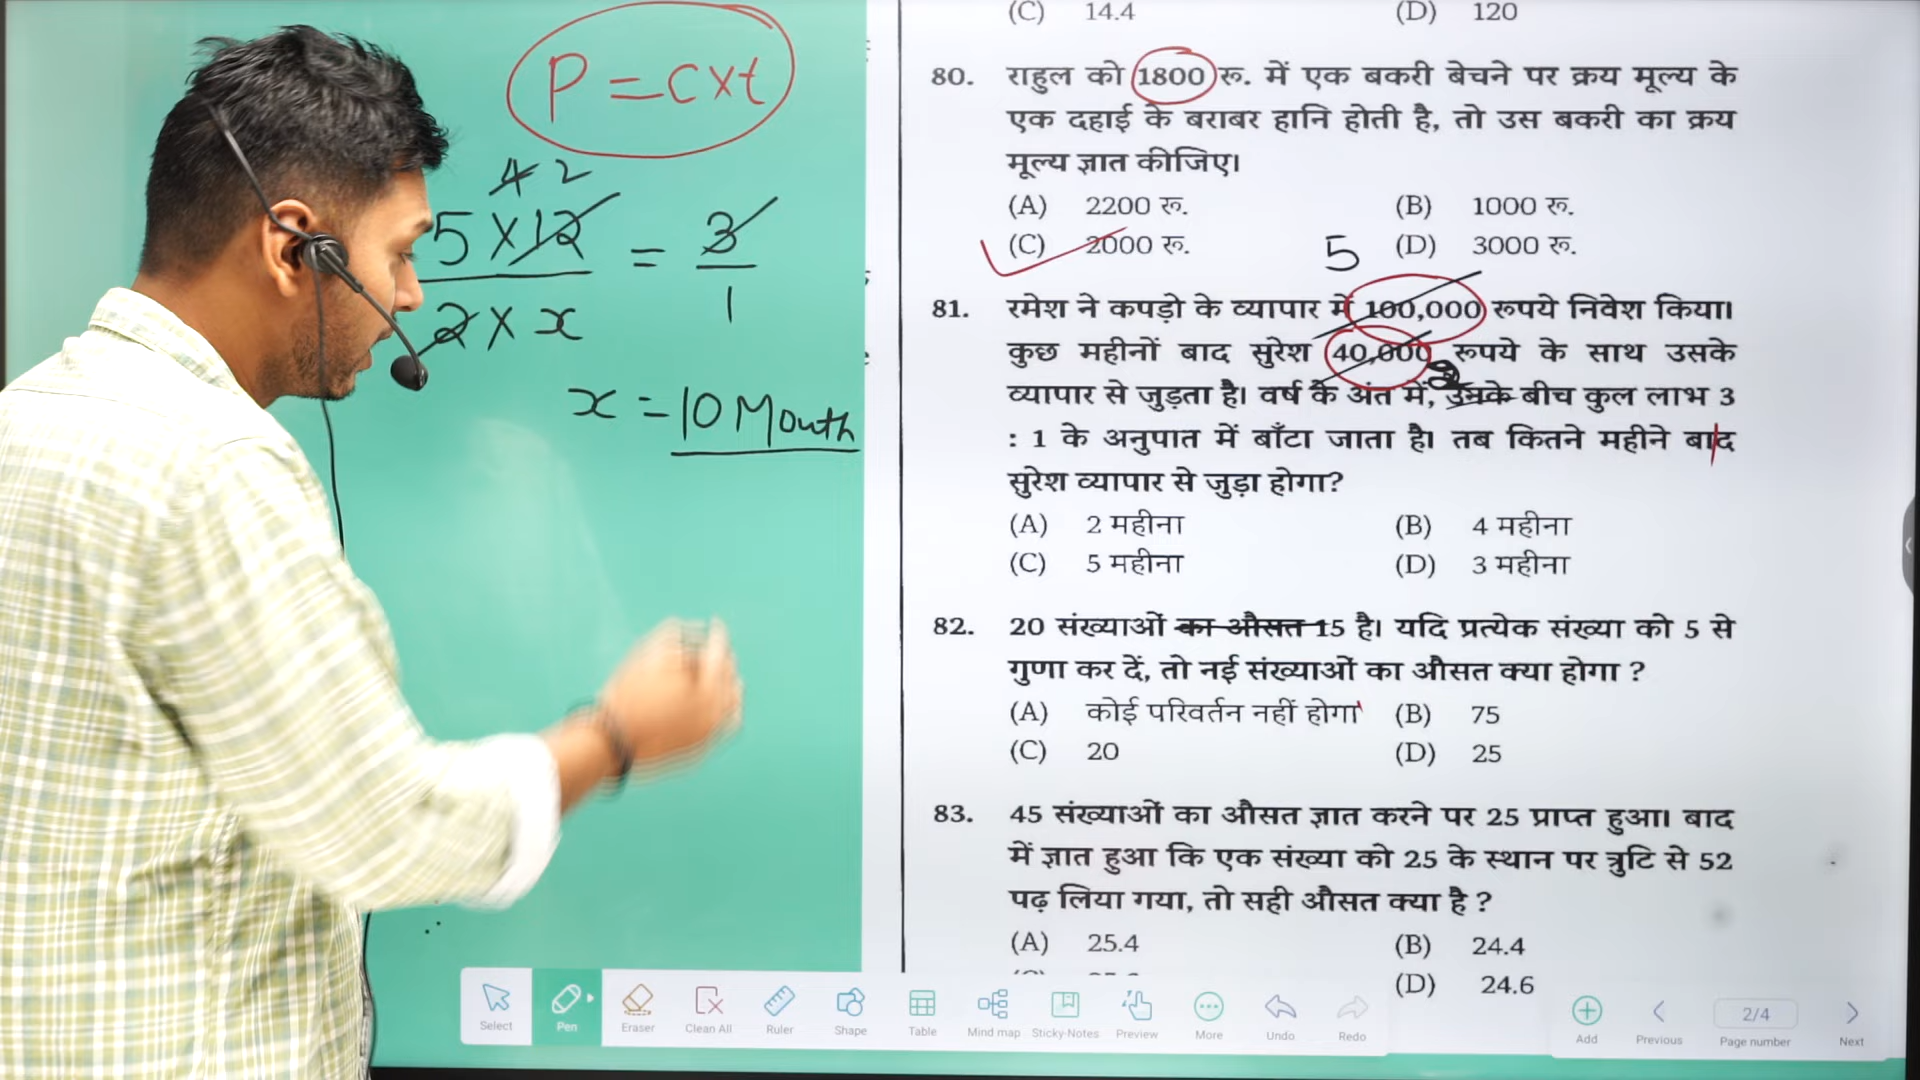 P = C x t
4 2
5 x 12 = 3
2 x x 1
x = 10 Month
(C) 14.4 (D) 120
80. राहुल को 1800 रू. में एक बकरी बेचने पर क्रय मूल्य के
एक दहाई के बराबर हानि होती है, तो उस बकरी का क्रय
मूल्य ज्ञात कीजिए।
(A) 2200 रू. (B) 1000 रू.
(C) 2000 रू. (D) 3000 रू.
5
81. रमेश ने कपड़ो के व्यापार में 100,000 रूपये निवेश किया।
कुछ महीनों बाद सुरेश 40,000 रूपये के साथ उसके
2
व्यापार से जुड़ता है। वर्ष के अंत में, उनके बीच कुल लाभ 3
: 1 के अनुपात में बाँटा जाता है। तब कितने महीने बाद
सुरेश व्यापार से जुड़ा होगा?
(A) 2 महीना (B) 4 महीना
(C) 5 महीना (D) 3 महीना
82. 20 संख्याओं का औसत 15 है। यदि प्रत्येक संख्या को 5 से
गुणा कर दें, तो नई संख्याओं का औसत क्या होगा ?
(A) कोई परिवर्तन नहीं होगा (B) 75
(C) 20 (D) 25
83. 45 संख्याओं का औसत ज्ञात करने पर 25 प्राप्त हुआ। बाद
में ज्ञात हुआ कि एक संख्या को 25 के स्थान पर त्रुटि से 52
पढ़ लिया गया, तो सही औसत क्या है ?
(A) 25.4 (B) 24.4
(D) 24.6
Select Pen Eraser Clean All Ruler Shape Table Mind map Sticky-Notes Preview More Undo Redo Add Previous 2/4 Page number Next